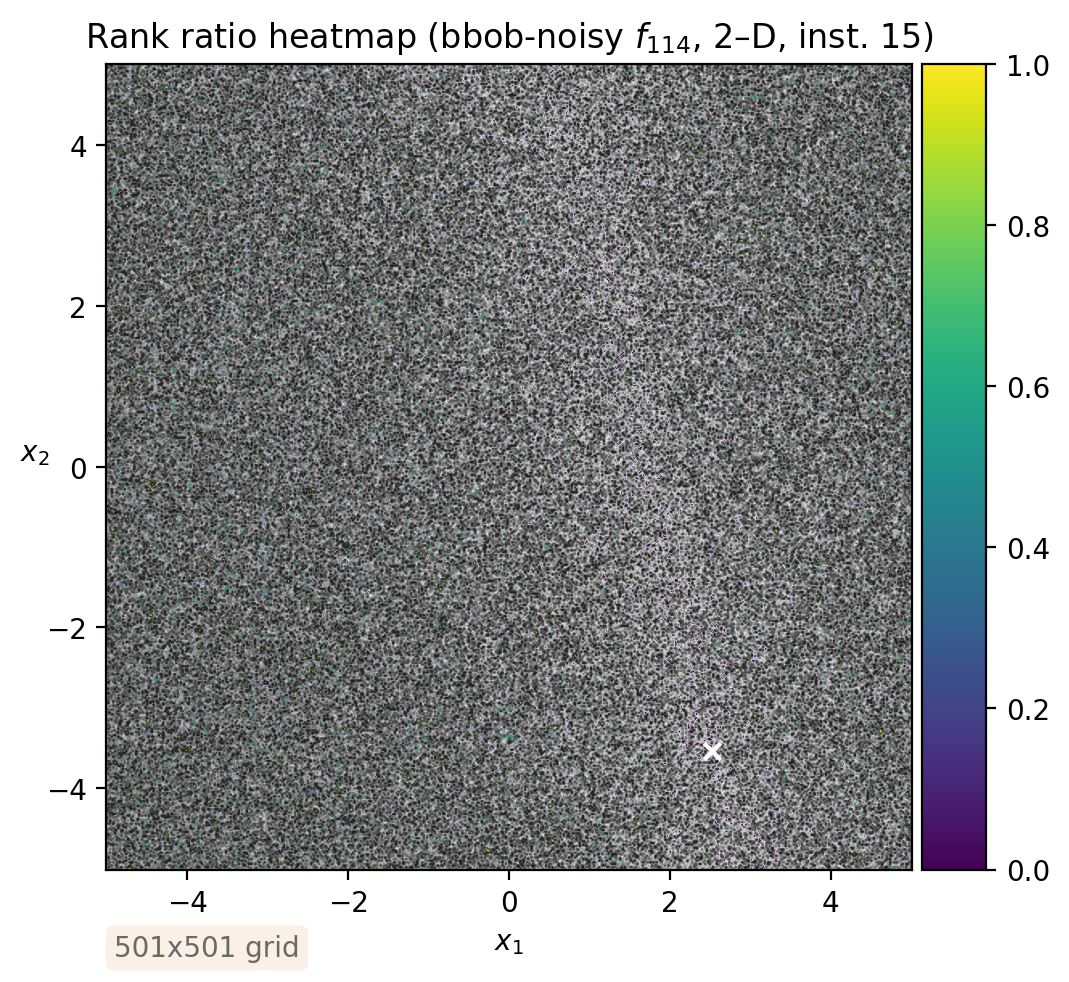 Rank ratio heatmap (bbob-noisy f₁₁₄, 2–D, inst. 15)
1.0
0.8
0.6
0.4
0.2
0.0
4
2
0
−2
−4
x₂
−4 −2 0 2 4
x₁
501x501 grid